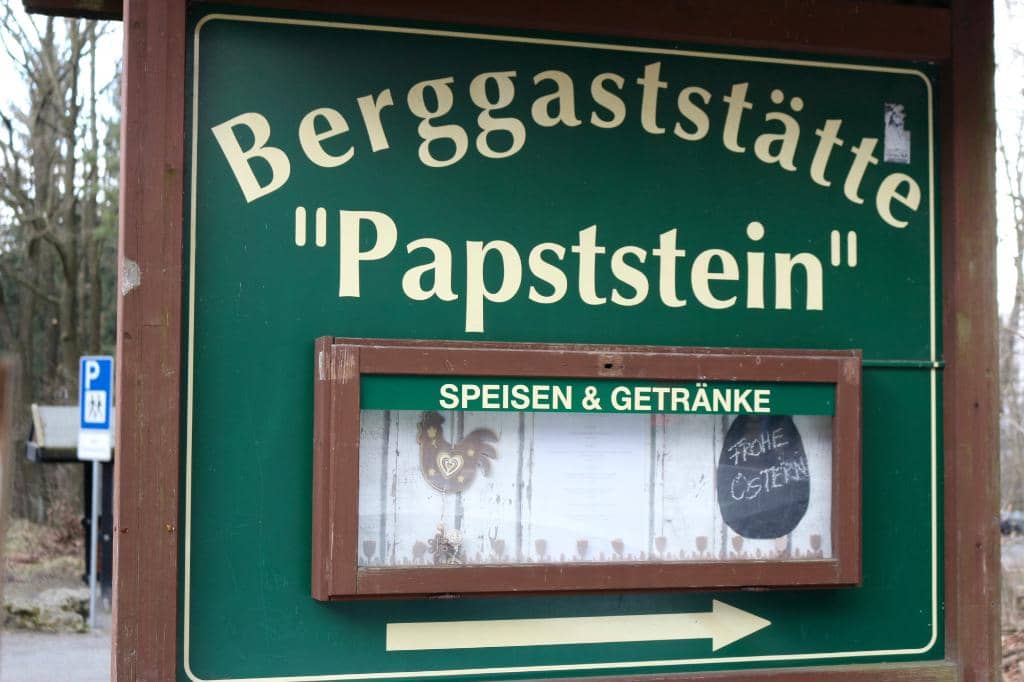 Berggaststätte
"Papststein"
SPEISEN & GETRÄNKE
FROHE
OSTERN
P